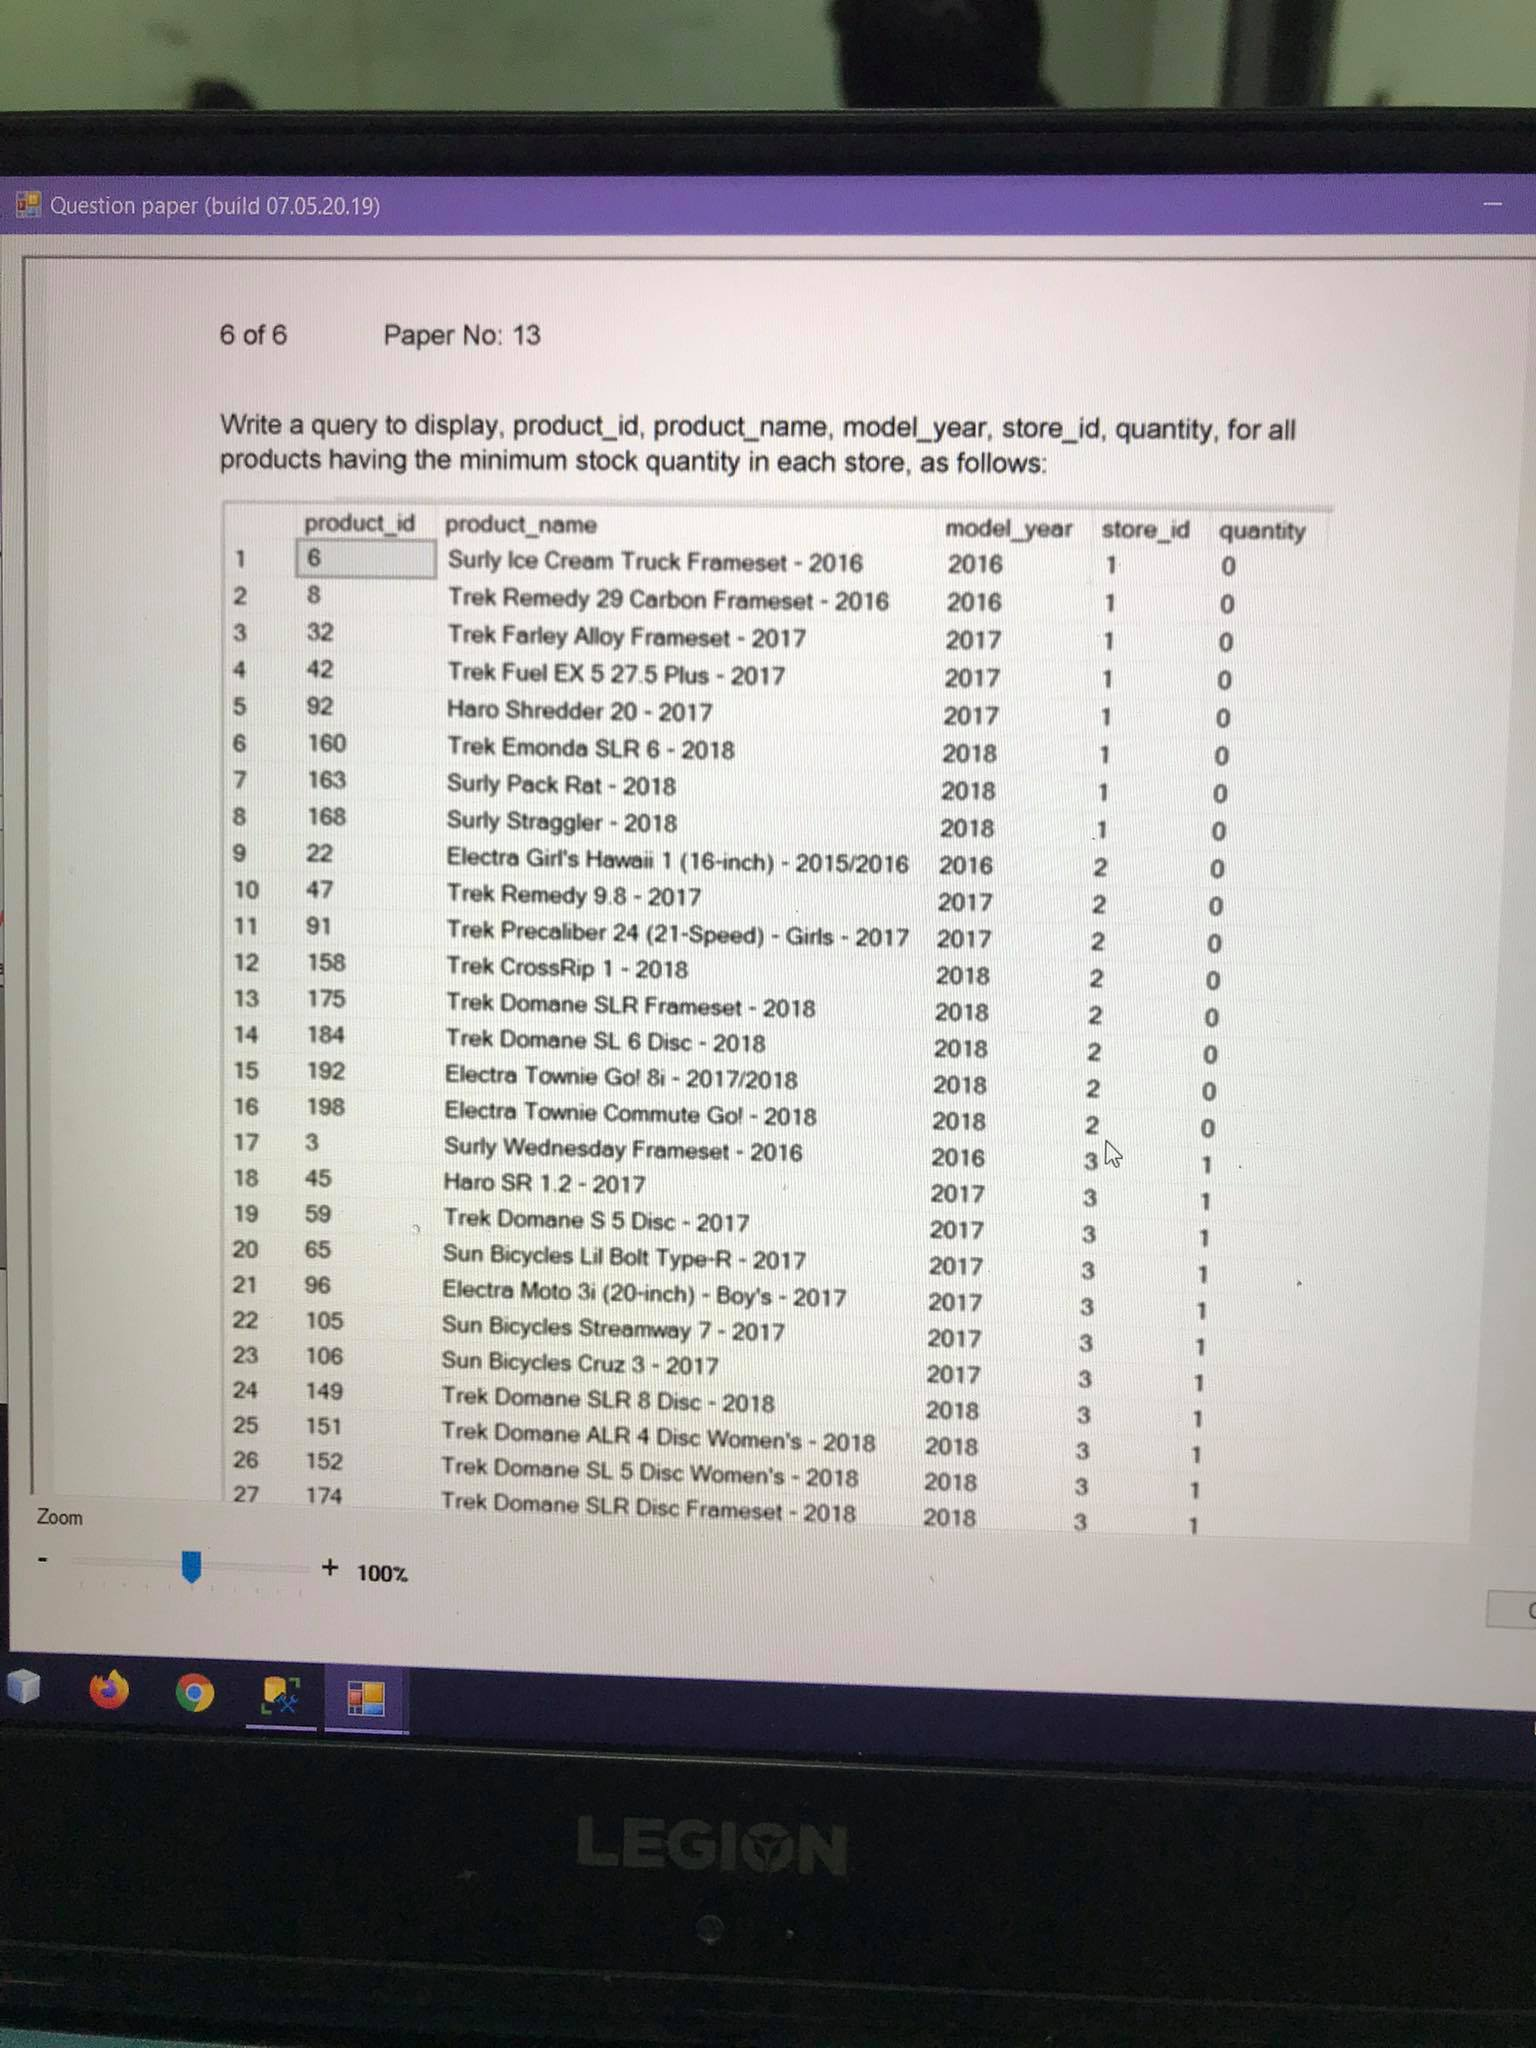 Question paper (build 07.05.20.19)
6 of 6 Paper No: 13
Write a query to display, product_id, product_name, model_year, store_id, quantity, for all
products having the minimum stock quantity in each store, as follows:
product_id product_name model_year store_id quantity
1 6 Surly Ice Cream Truck Frameset - 2016 2016 1 0
2 8 Trek Remedy 29 Carbon Frameset - 2016 2016 1 0
3 32 Trek Farley Alloy Frameset - 2017 2017 1 0
4 42 Trek Fuel EX 5 27.5 Plus - 2017 2017 1 0
5 92 Haro Shredder 20 - 2017 2017 1 0
6 160 Trek Emonda SLR 6 - 2018 2018 1 0
7 163 Surly Pack Rat - 2018 2018 1 0
8 168 Surly Straggler - 2018 2018 1 0
9 22 Electra Girl's Hawaii 1 (16-inch) - 2015/2016 2016 2 0
10 47 Trek Remedy 9.8 - 2017 2017 2 0
11 91 Trek Precaliber 24 (21-Speed) - Girls - 2017 2017 2 0
12 158 Trek CrossRip 1 - 2018 2018 2 0
13 175 Trek Domane SLR Frameset - 2018 2018 2 0
14 184 Trek Domane SL 6 Disc - 2018 2018 2 0
15 192 Electra Townie Go! 8i - 2017/2018 2018 2 0
16 198 Electra Townie Commute Go! - 2018 2018 2 0
17 3 Surly Wednesday Frameset - 2016 2016 3 1
18 45 Haro SR 1.2 - 2017 2017 3 1
19 59 Trek Domane S 5 Disc - 2017 2017 3 1
20 65 Sun Bicycles Lil Bolt Type-R - 2017 2017 3 1
21 96 Electra Moto 3i (20-inch) - Boy's - 2017 2017 3 1
22 105 Sun Bicycles Streamway 7 - 2017 2017 3 1
23 106 Sun Bicycles Cruz 3 - 2017 2017 3 1
24 149 Trek Domane SLR 8 Disc - 2018 2018 3 1
25 151 Trek Domane ALR 4 Disc Women's - 2018 2018 3 1
26 152 Trek Domane SL 5 Disc Women's - 2018 2018 3 1
27 174 Trek Domane SLR Disc Frameset - 2018 2018 3 1
Zoom
- + 100%
LEGION